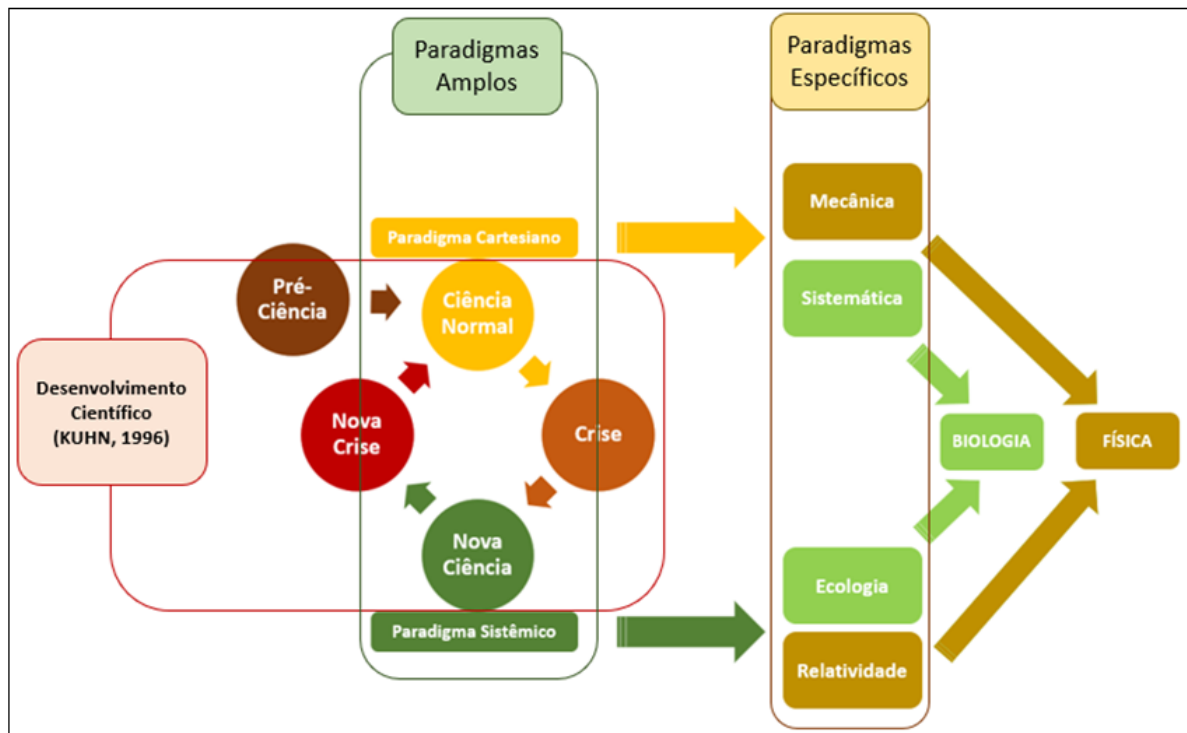 Paradigmas
Amplos
Paradigmas
Específicos
Mecânica
Paradigma Cartesiano
Pré-
Ciência
Ciência
Normal
Sistemática
Desenvolvimento
Científico
(KUHN, 1996)
Nova
Crise
Crise
BIOLOGIA
FÍSICA
Nova
Ciência
Ecologia
Paradigma Sistêmico
Relatividade